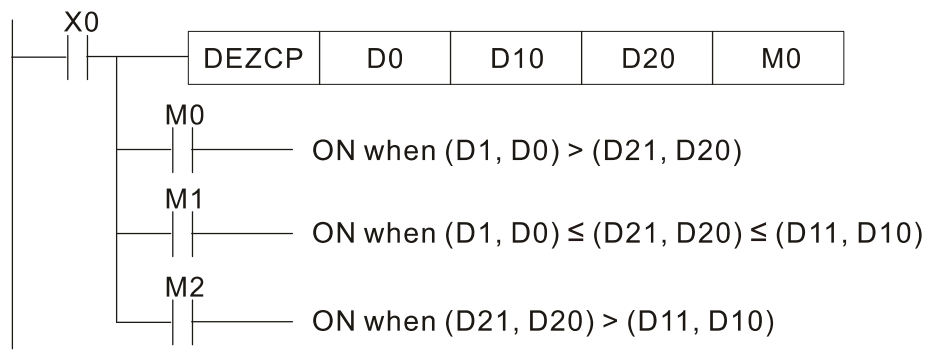 X0
DEZCP D0 D10 D20 M0
M0
ON when (D1, D0) > (D21, D20)
M1
ON when (D1, D0) ≤ (D21, D20) ≤ (D11, D10)
M2
ON when (D21, D20) > (D11, D10)